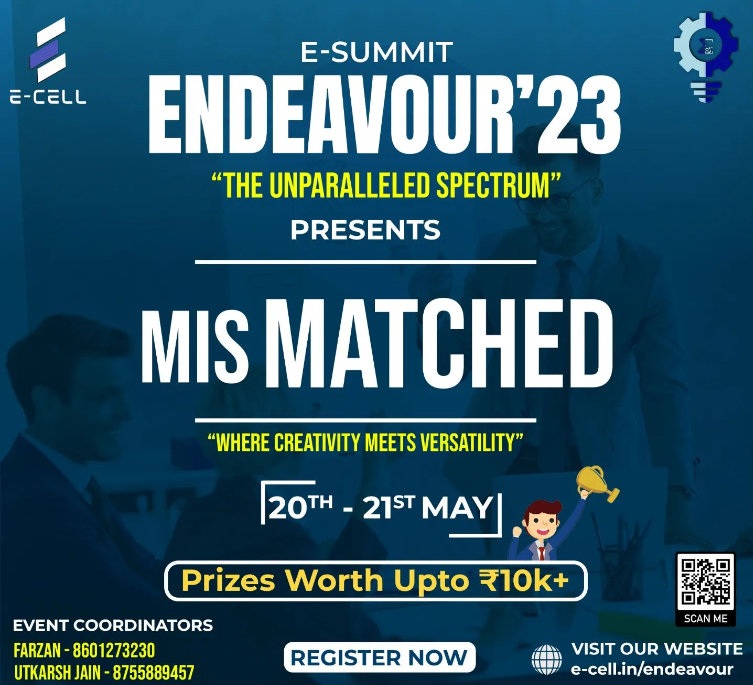 E-CELL
E-SUMMIT
ENDEAVOUR'23
"THE UNPARALLELED SPECTRUM"
PRESENTS
MIS MATCHED
"WHERE CREATIVITY MEETS VERSATILITY"
20TH - 21ST MAY
Prizes Worth Upto ₹10k+
SCAN ME
EVENT COORDINATORS
FARZAN - 8601273230
UTKARSH JAIN - 8755889457
REGISTER NOW
VISIT OUR WEBSITE
e-cell.in/endeavour